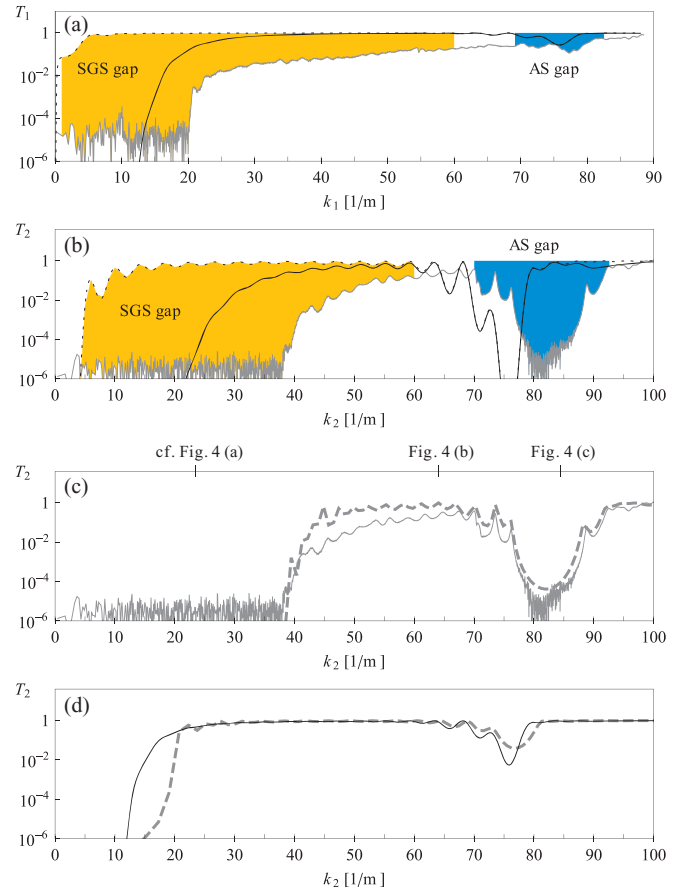 T1
(a)
1
10-2
10-4
10-6
SGS gap
AS gap
0 10 20 30 40 50 60 70 80 90
k1 [1/m ]
T2
(b)
AS gap
1
10-2
10-4
10-6
SGS gap
0 10 20 30 40 50 60 70 80 90 100
k2 [1/m ]
cf. Fig. 4 (a) Fig. 4 (b) Fig. 4 (c)
T2
(c)
1
10-2
10-4
10-6
0 10 20 30 40 50 60 70 80 90 100
k2 [1/m ]
T2
(d)
1
10-2
10-4
10-6
0 10 20 30 40 50 60 70 80 90 100
k2 [1/m ]